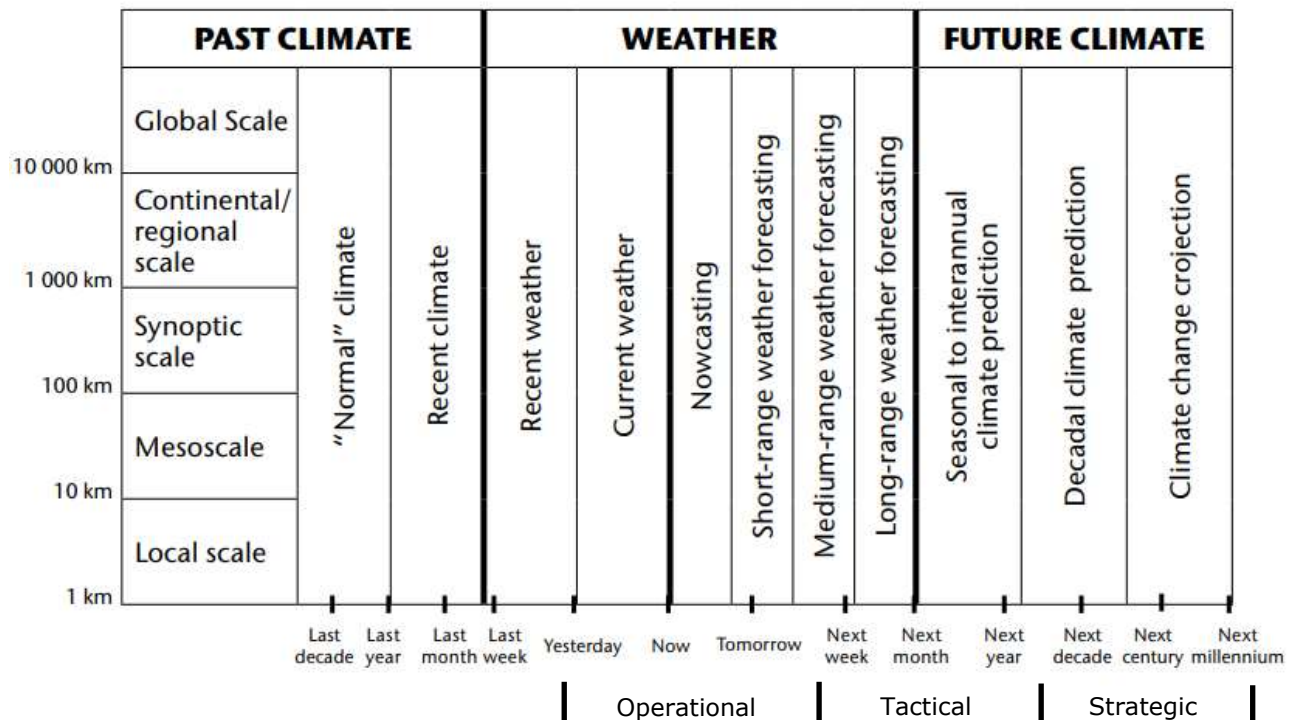 PAST CLIMATE
WEATHER
FUTURE CLIMATE
Global Scale
10 000 km
Continental/
regional
scale
1 000 km
Synoptic
scale
100 km
Mesoscale
10 km
Local scale
1 km
“Normal” climate
Recent climate
Recent weather
Current weather
Nowcasting
Short-range weather forecasting
Medium-range weather forecasting
Long-range weather forecasting
Seasonal to interannual
climate prediction
Decadal climate prediction
Climate change crojection
Last
decade
Last
year
Last
month
Last
week
Yesterday
Now
Tomorrow
Next
week
Next
month
Next
year
Next
decade
Next
century
Next
millennium
Operational
Tactical
Strategic